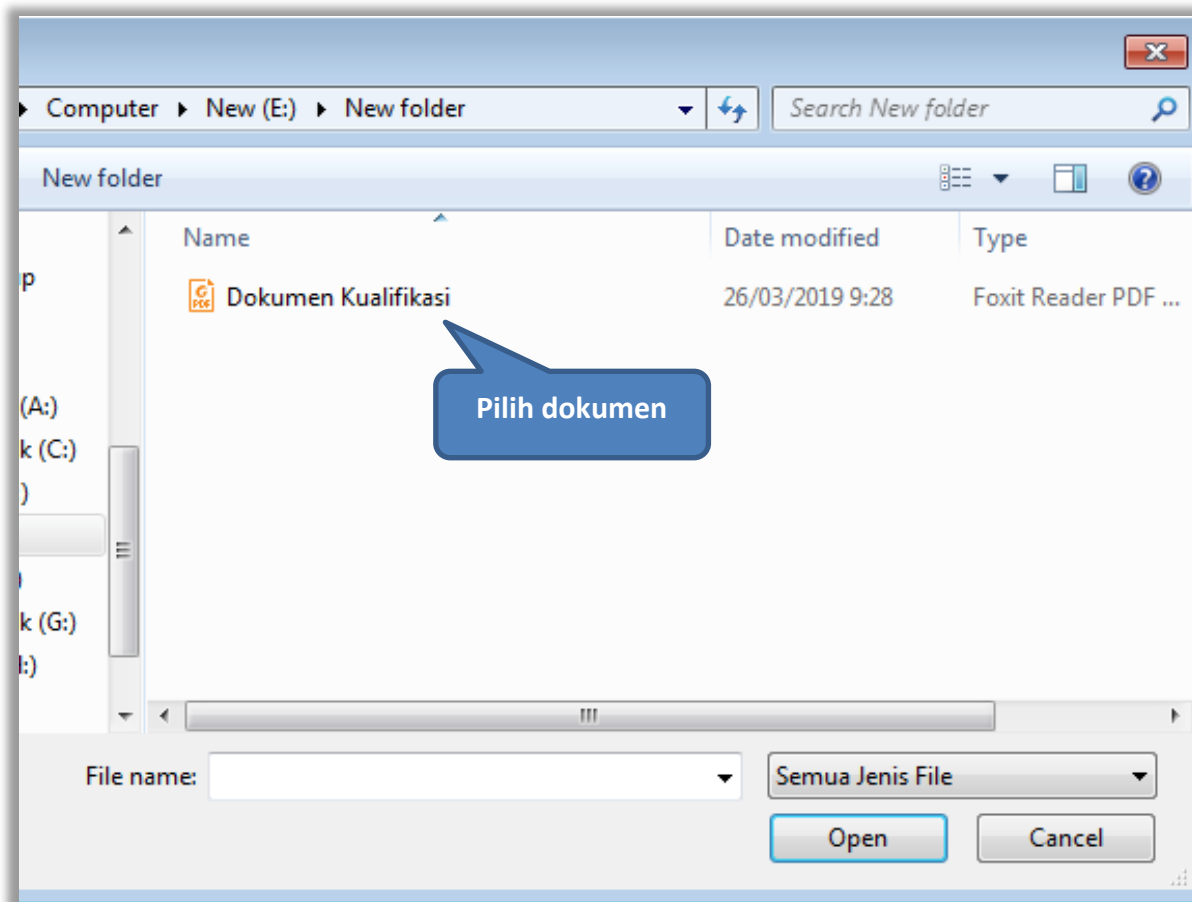 Computer New (E:) New folder Search New folder
New folder
Name Date modified Type
p
Dokumen Kualifikasi 26/03/2019 9:28 Foxit Reader PDF ...
Pilih dokumen
(A:)
k (C:)
)
)
k (G:)
:)
File name: Semua Jenis File
Open Cancel